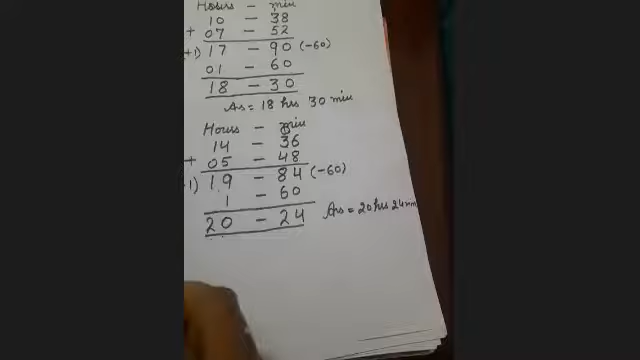 Hours - min
10 - 38
+ 07 - 52
+1) 17 - 90 (-60)
01 - 60
18 - 30
As = 18 hrs 30 min
Hours - min
14 - 36
+ 05 - 48
1) 19 - 84 (-60)
1 - 60
20 - 24
Ans = 20 hrs 24 min